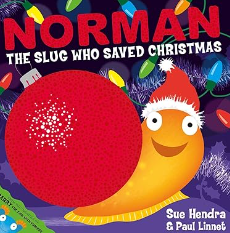 NORMAN
THE SLUG WHO SAVED CHRISTMAS
Sue Hendra
& Paul Linnet